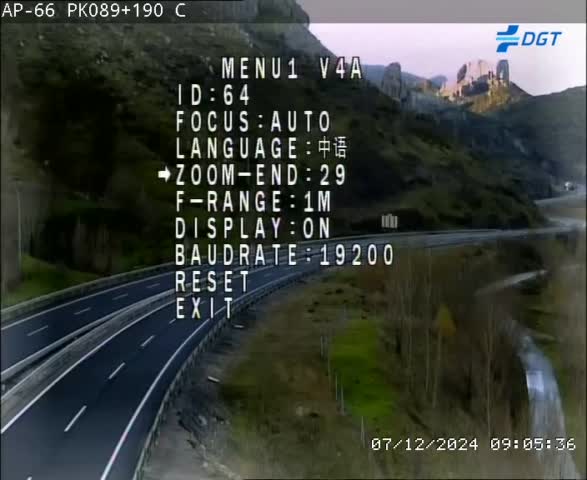 AP-66 PK089+190 C
DGT
MENU1 V4A
ID:64
FOCUS:AUTO
LANGUAGE:中语
ZOOM-END:29
F-RANGE:1M
DISPLAY:ON
BAUDRATE:19200
RESET
EXIT
07/12/2024 09:05:36